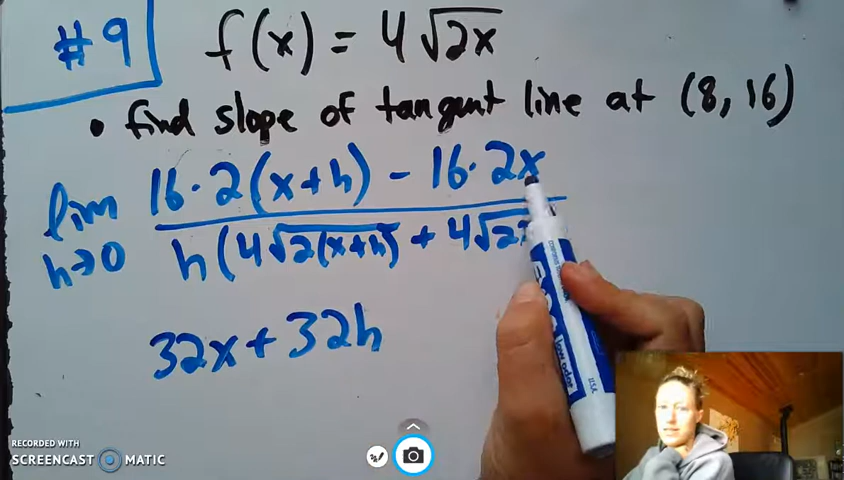 #9
f(x) = 4√2x
• find slope of tangent line at (8, 16)
lim h→0
16 · 2(x+h) - 16 · 2x
h(4√2(x+h) + 4√2
32x + 32h
RECORDED WITH
SCREENCAST MATIC